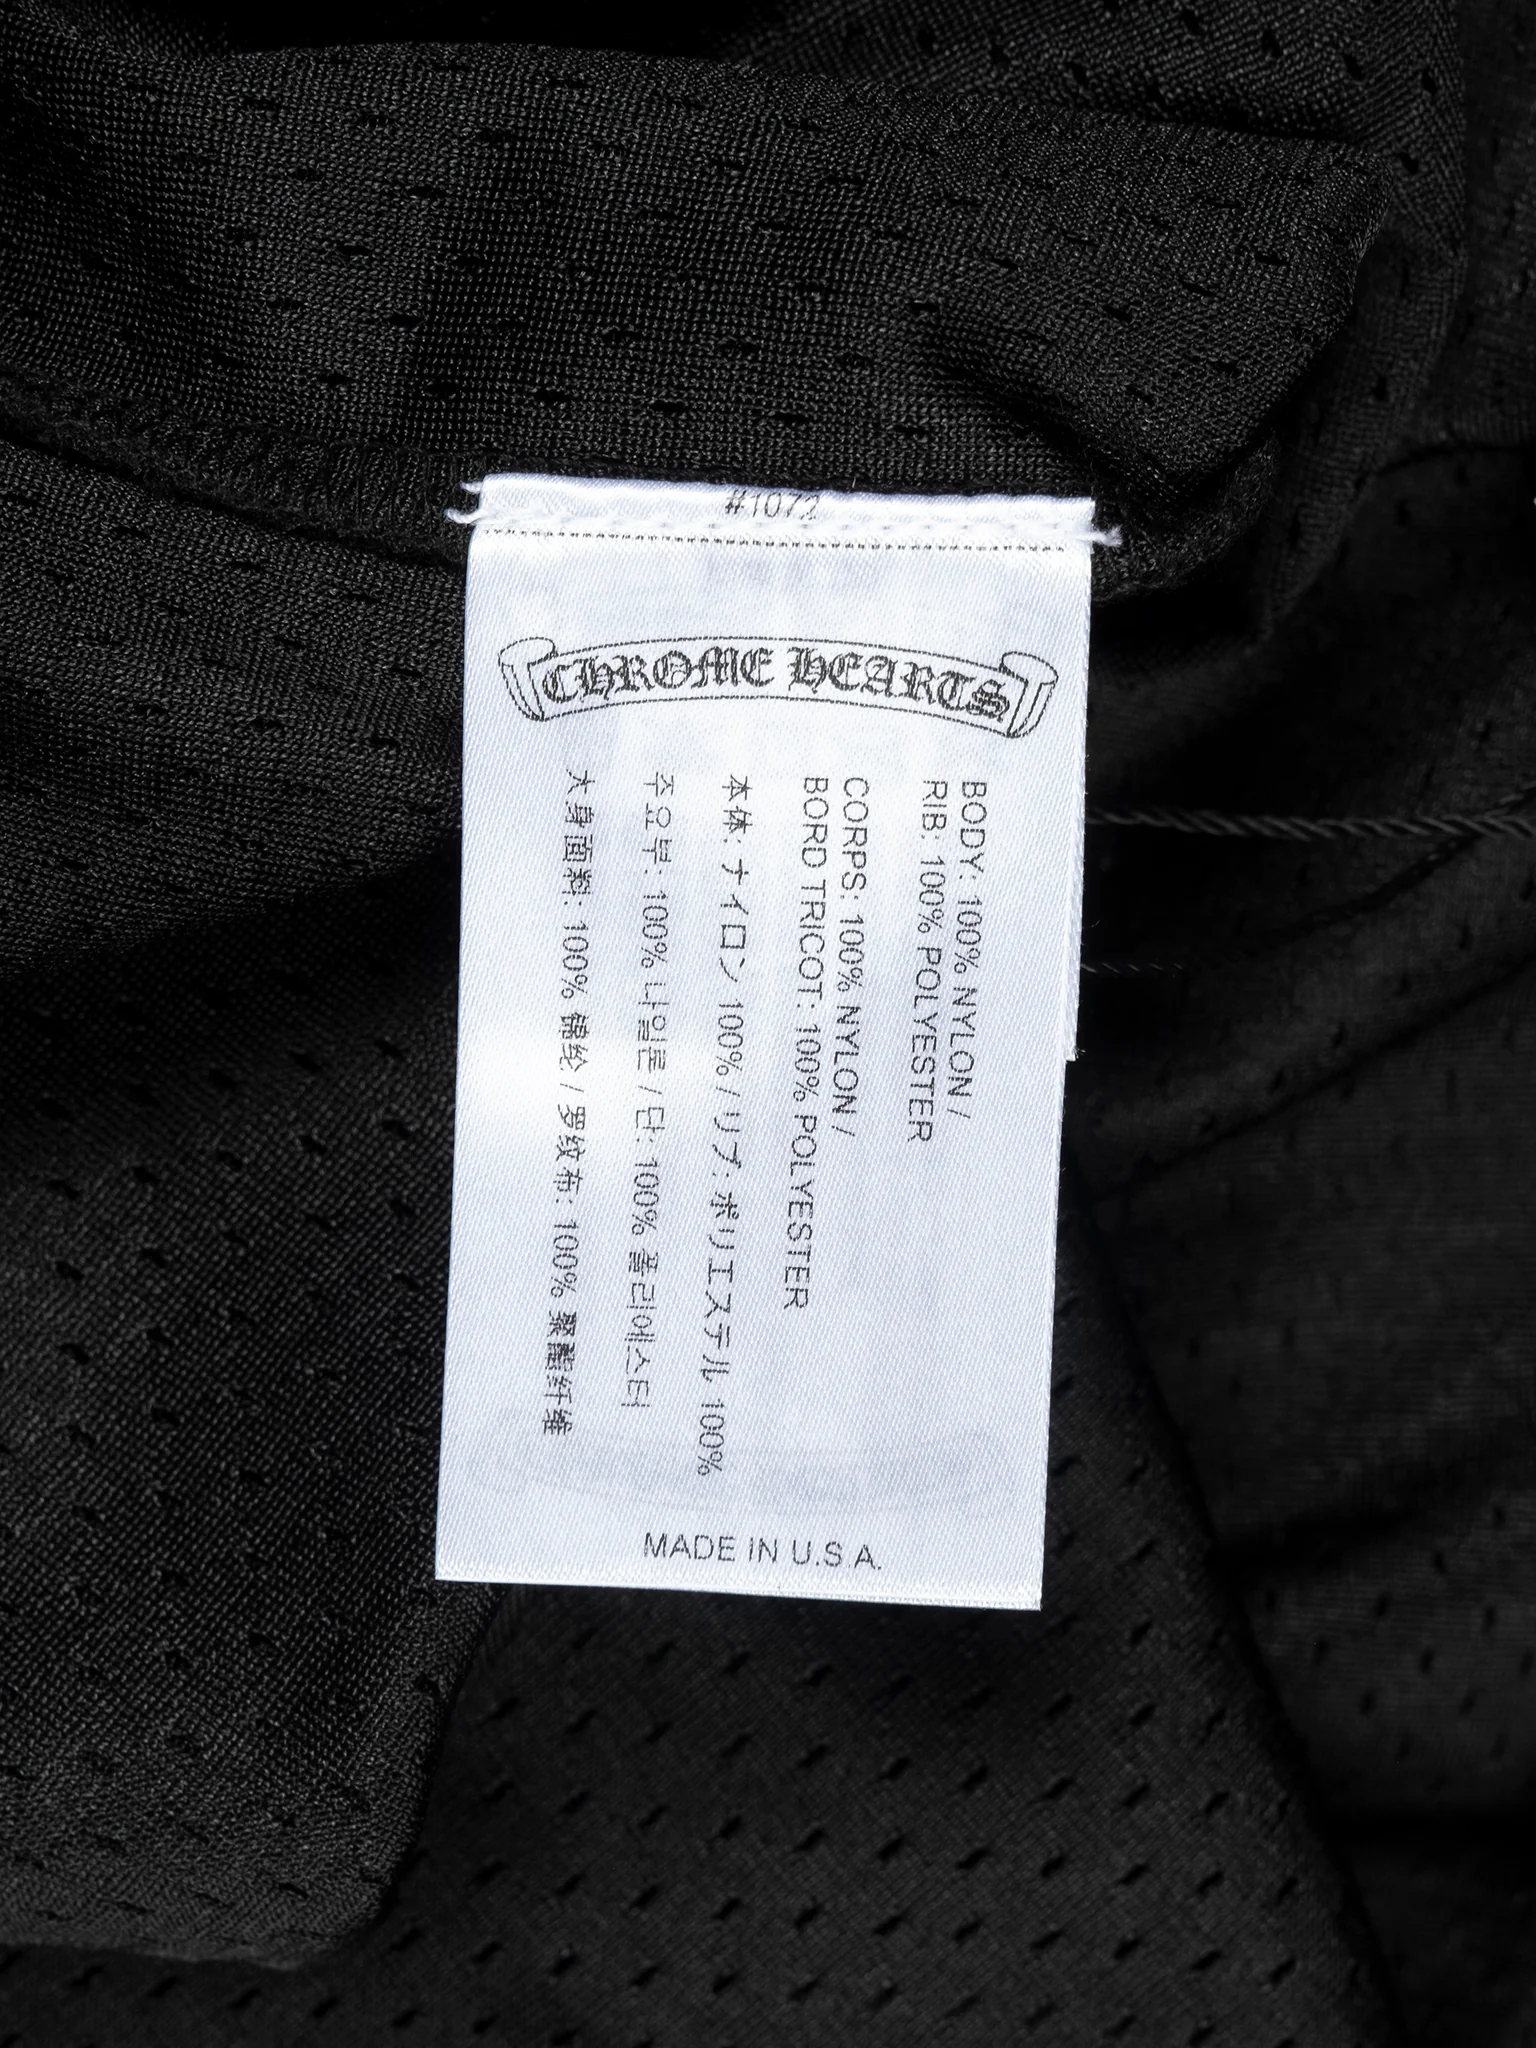 #1072
CHROME HEARTS
BODY: 100% NYLON /
RIB: 100% POLYESTER
CORPS: 100% NYLON /
BORD TRICOT: 100% POLYESTER
本体: ナイロン 100% / リブ: ポリエステル 100%
주요부: 100% 나일론 / 단: 100% 폴리에스터
大身面料: 100% 锦纶 / 罗纹布: 100% 聚酯纤维
MADE IN U.S.A.